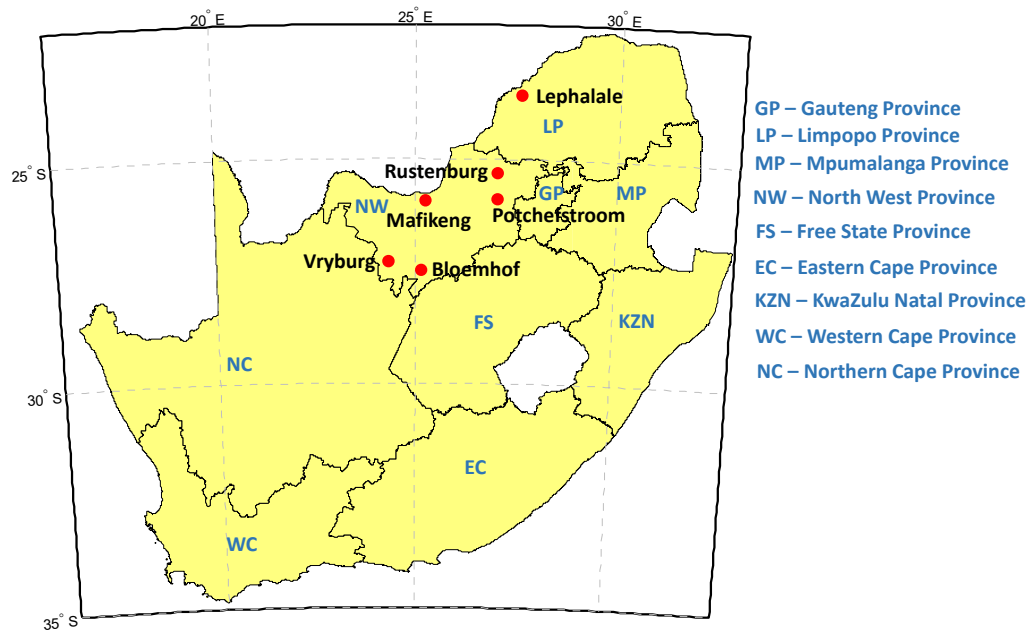 20° E
25° E
30° E
Lephalale
LP
25° S
Rustenburg
GP
MP
NW
Mafikeng
Potchefstroom
Vryburg
Bloemhof
FS
KZN
NC
30° S
EC
WC
35° S
GP – Gauteng Province
LP – Limpopo Province
MP – Mpumalanga Province
NW – North West Province
FS – Free State Province
EC – Eastern Cape Province
KZN – KwaZulu Natal Province
WC – Western Cape Province
NC – Northern Cape Province